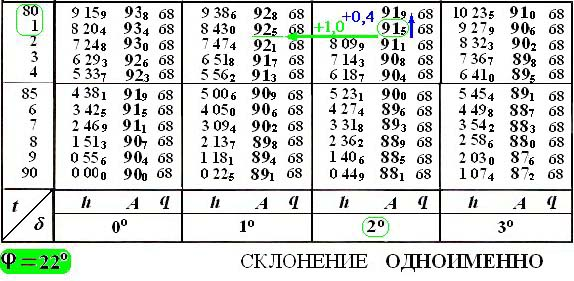 80 9 15₉ 93₈ 68 9 38₆ 92₈ 68 +0,4 91₉ 68 10 23₅ 91₀ 68
1 8 20₄ 93₄ 68 8 43₀ 92₅ 68 +1,0 91₅ 68 9 27₉ 90₆ 68
2 7 24₈ 93₀ 68 7 47₄ 92₁ 68 8 09₉ 91₁ 68 8 32₃ 90₂ 68
3 6 29₃ 92₆ 68 6 51₈ 91₇ 68 7 14₃ 90₈ 68 7 36₇ 89₈ 68
4 5 33₇ 92₃ 68 5 56₂ 91₃ 68 6 18₇ 90₄ 68 6 41₀ 89₅ 68
85 4 38₁ 91₉ 68 5 00₆ 90₉ 68 5 23₁ 90₀ 68 5 45₄ 89₁ 68
6 3 42₅ 91₅ 68 4 05₀ 90₆ 68 4 27₄ 89₆ 68 4 49₈ 88₇ 68
7 2 46₉ 91₁ 68 3 09₄ 90₂ 68 3 31₈ 89₃ 68 3 54₂ 88₃ 68
8 1 51₃ 90₇ 68 2 13₇ 89₈ 68 2 36₂ 88₉ 68 2 58₆ 88₀ 68
9 0 55₆ 90₄ 68 1 18₁ 89₄ 68 1 40₆ 88₅ 68 2 03₀ 87₆ 68
90 0 00₀ 90₀ 68 0 22₅ 89₁ 68 0 44₉ 88₁ 68 1 07₄ 87₂ 68
t h A q h A q h A q h A q
δ 0° 1° 2° 3°
φ = 22° СКЛОНЕНИЕ ОДНОИМЕННО